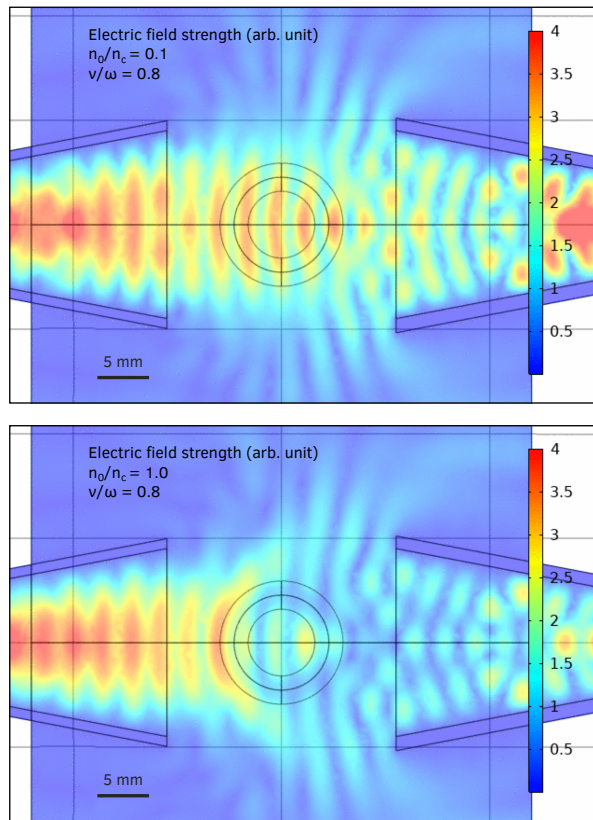 Electric field strength (arb. unit)
n₀/n_c = 0.1
ν/ω = 0.8
4
3.5
3
2.5
2
1.5
1
0.5
5 mm
Electric field strength (arb. unit)
n₀/n_c = 1.0
ν/ω = 0.8
4
3.5
3
2.5
2
1.5
1
0.5
5 mm